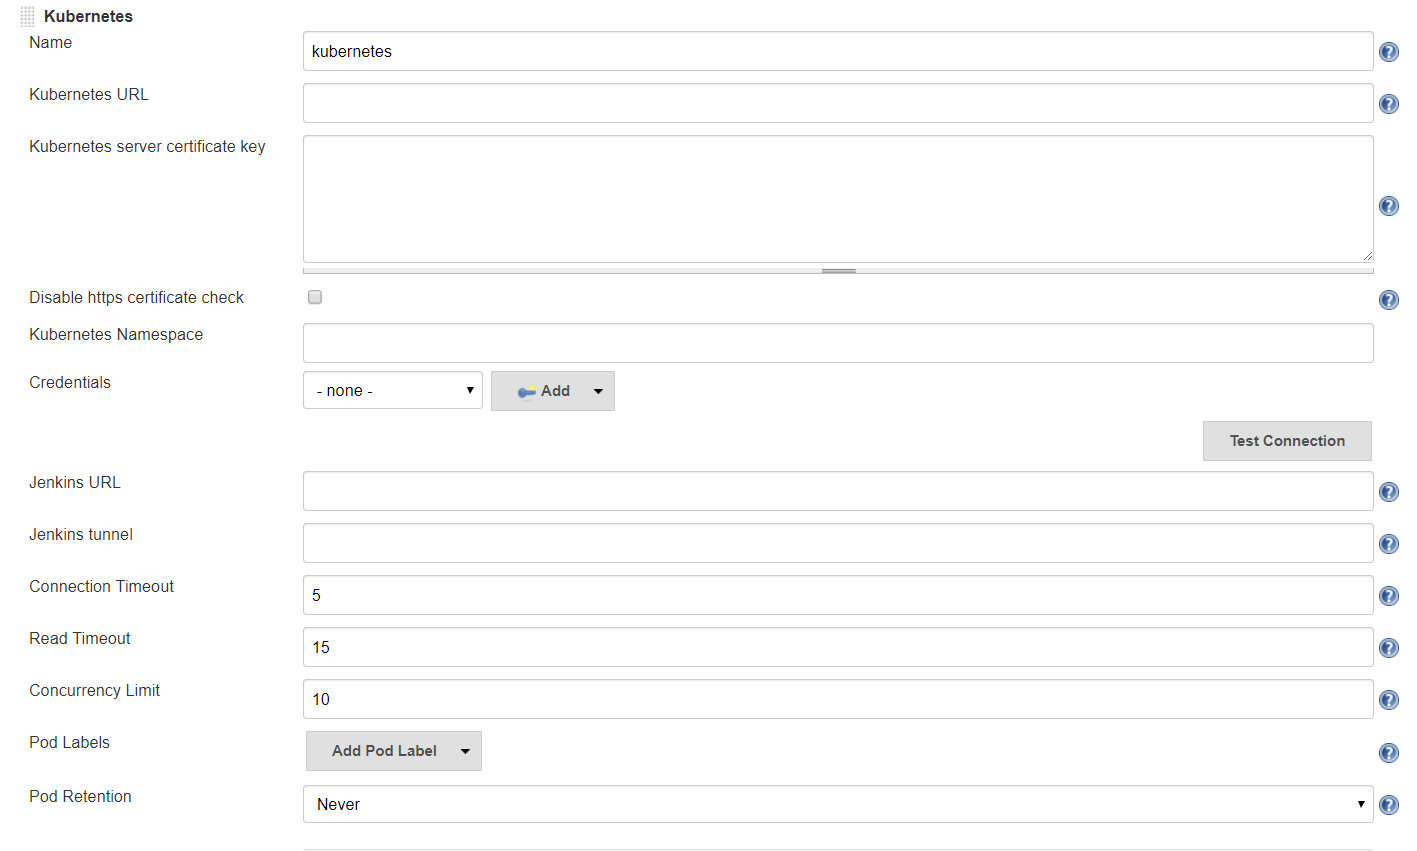 Kubernetes
Name
kubernetes
Kubernetes URL
Kubernetes server certificate key
Disable https certificate check
Kubernetes Namespace
Credentials
- none -
Add
Test Connection
Jenkins URL
Jenkins tunnel
Connection Timeout
5
Read Timeout
15
Concurrency Limit
10
Pod Labels
Add Pod Label
Pod Retention
Never